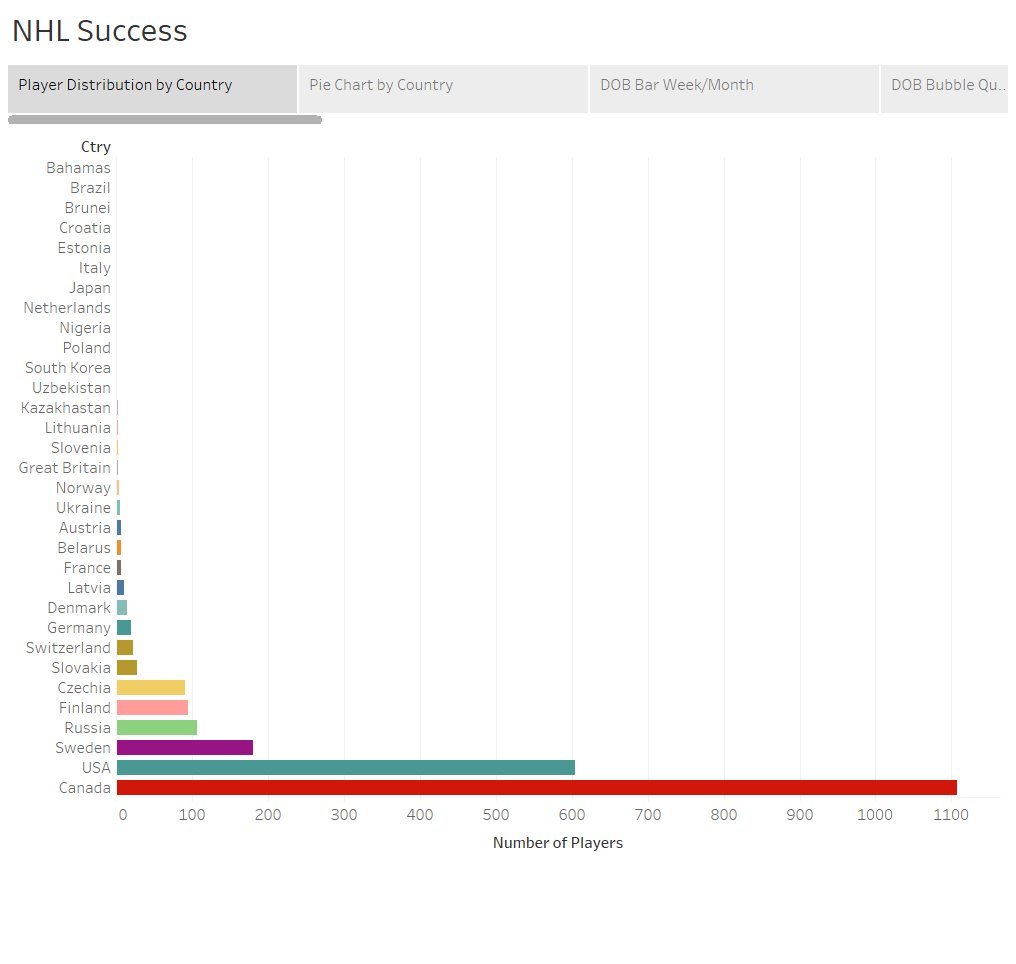 NHL Success
Player Distribution by Country Pie Chart by Country DOB Bar Week/Month DOB Bubble Qu..
Ctry
Bahamas
Brazil
Brunei
Croatia
Estonia
Italy
Japan
Netherlands
Nigeria
Poland
South Korea
Uzbekistan
Kazakhastan
Lithuania
Slovenia
Great Britain
Norway
Ukraine
Austria
Belarus
France
Latvia
Denmark
Germany
Switzerland
Slovakia
Czechia
Finland
Russia
Sweden
USA
Canada
0 100 200 300 400 500 600 700 800 900 1000 1100
Number of Players